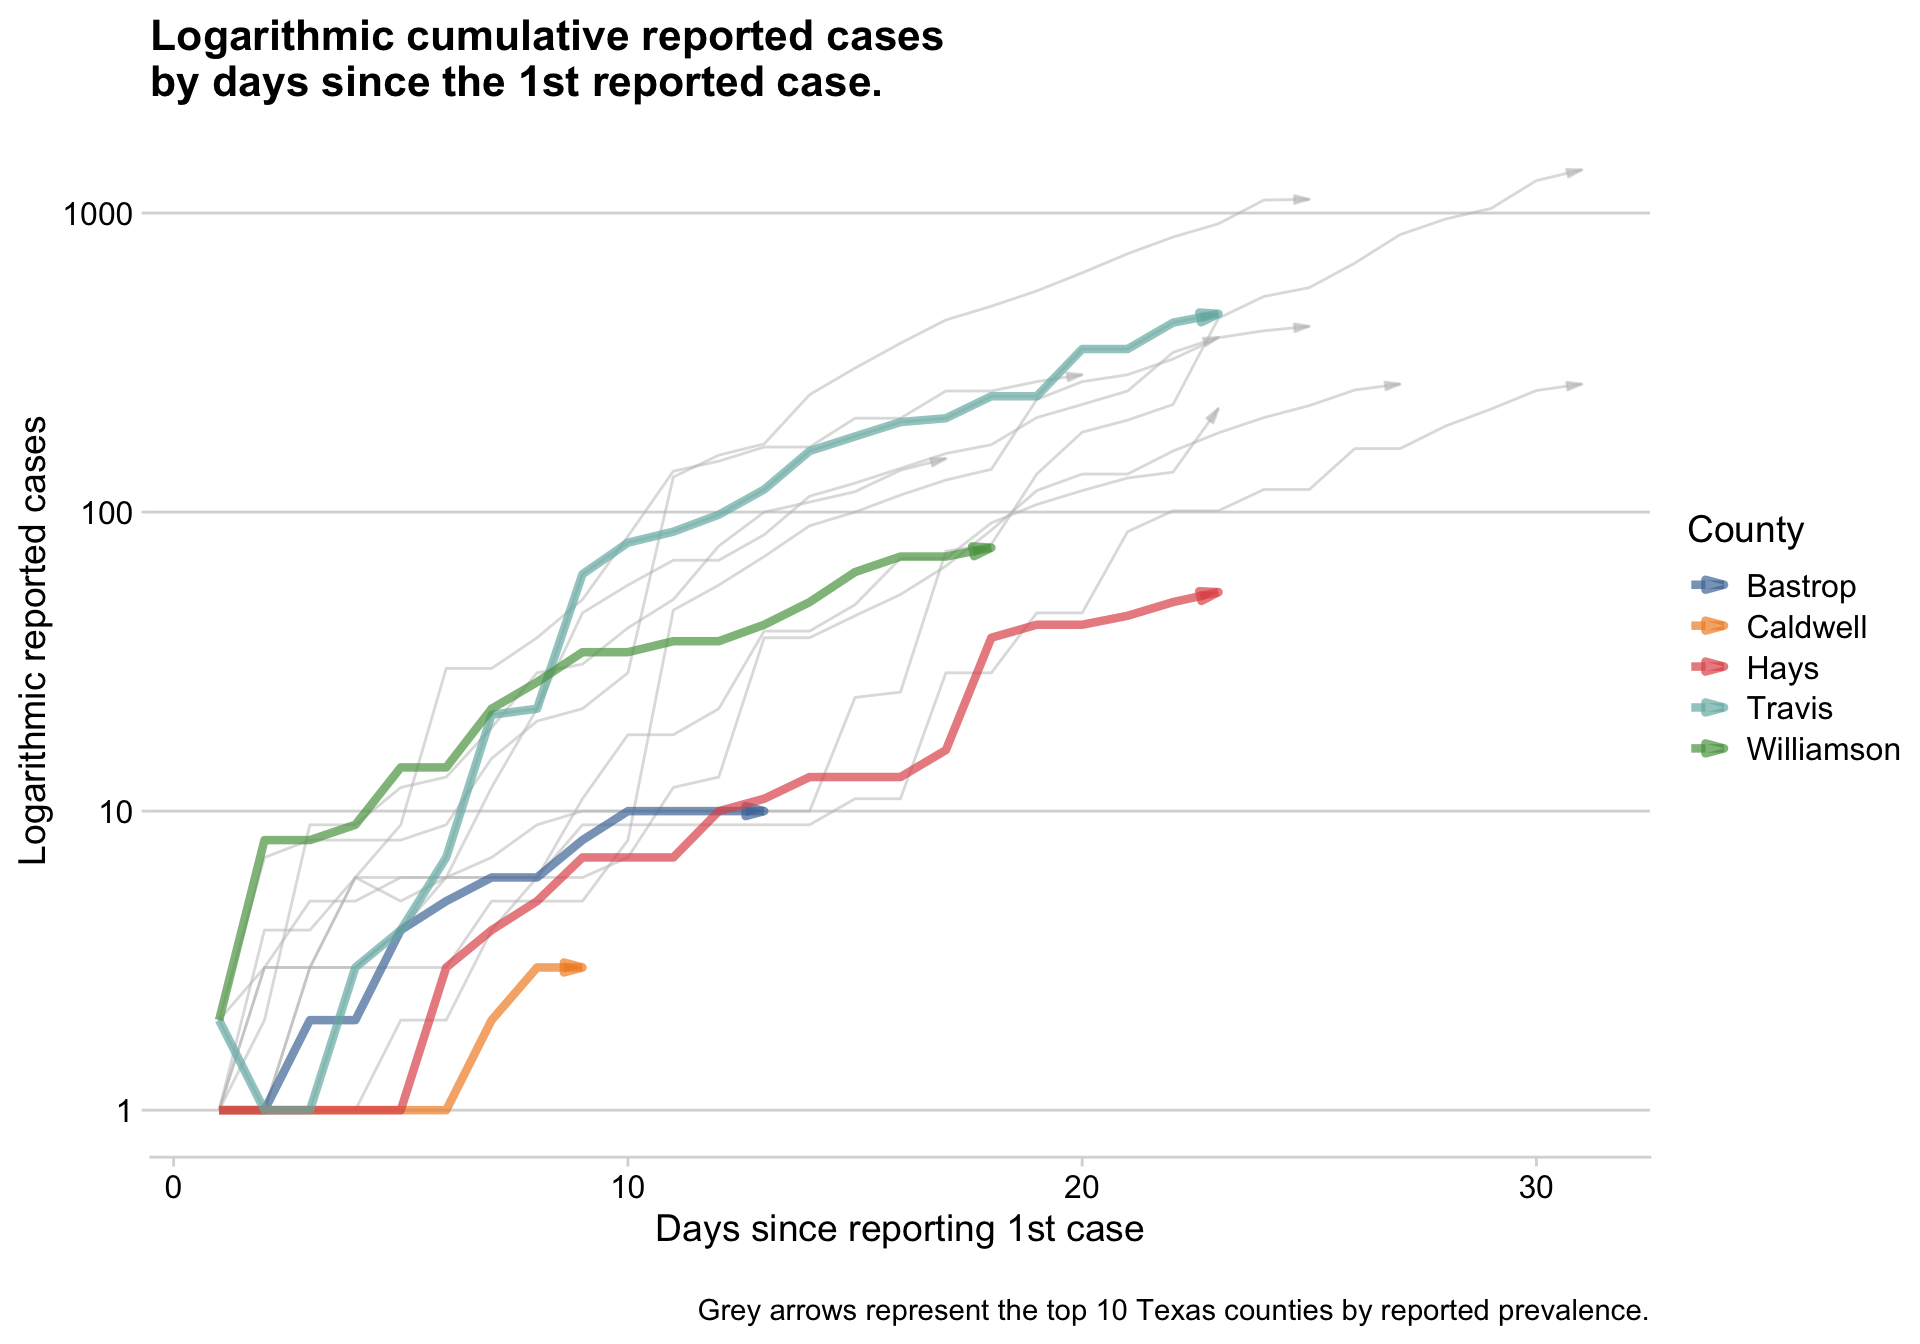 Logarithmic cumulative reported cases
by days since the 1st reported case.
Logarithmic reported cases
1000
100
10
1
0
10
20
30
Days since reporting 1st case
County
Bastrop
Caldwell
Hays
Travis
Williamson
Grey arrows represent the top 10 Texas counties by reported prevalence.